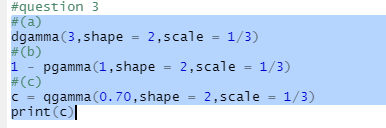 #question 3
#(a)
dgamma(3,shape = 2,scale = 1/3)
#(b)
1 - pgamma(1,shape = 2,scale = 1/3)
#(c)
c = qgamma(0.70,shape = 2,scale = 1/3)
print(c)